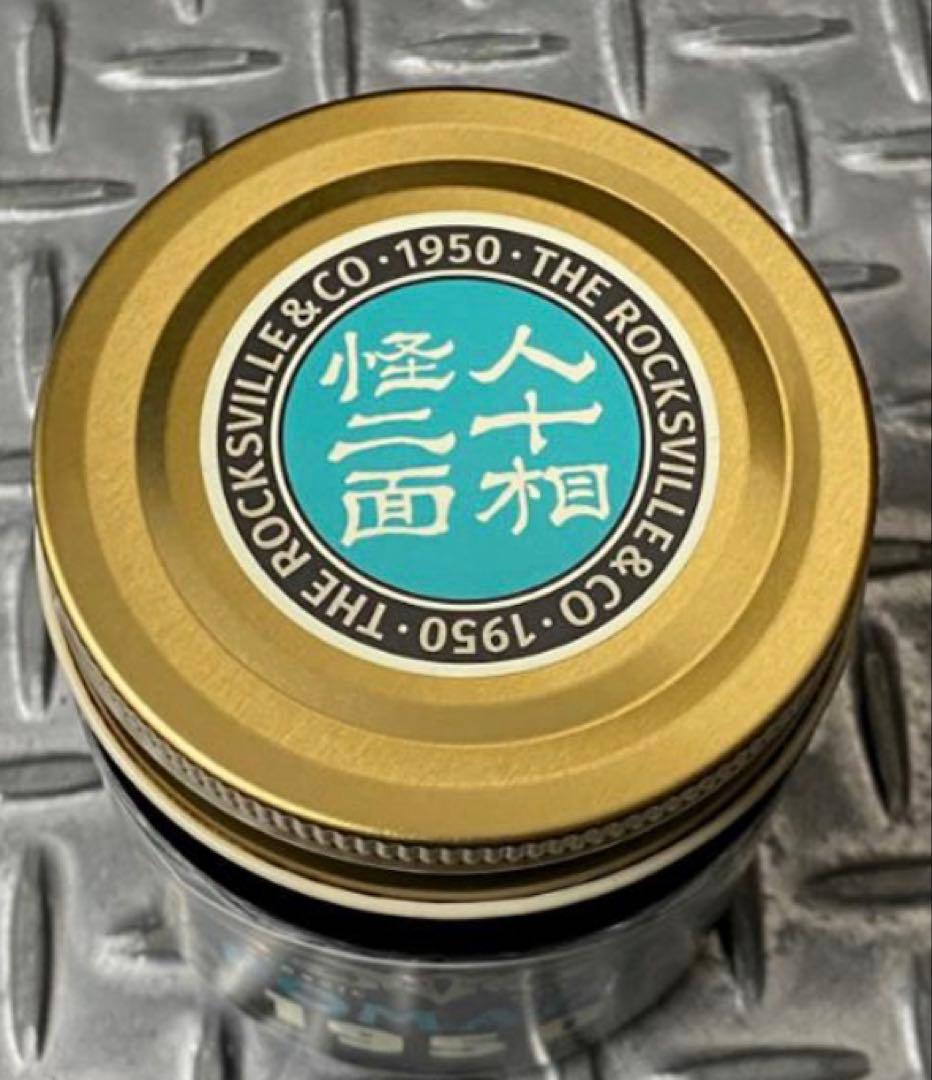 THE ROCKSVILLE & CO · 1950 · THE ROCKSVILLE & CO · 1950 ·
怪人
二十
面相